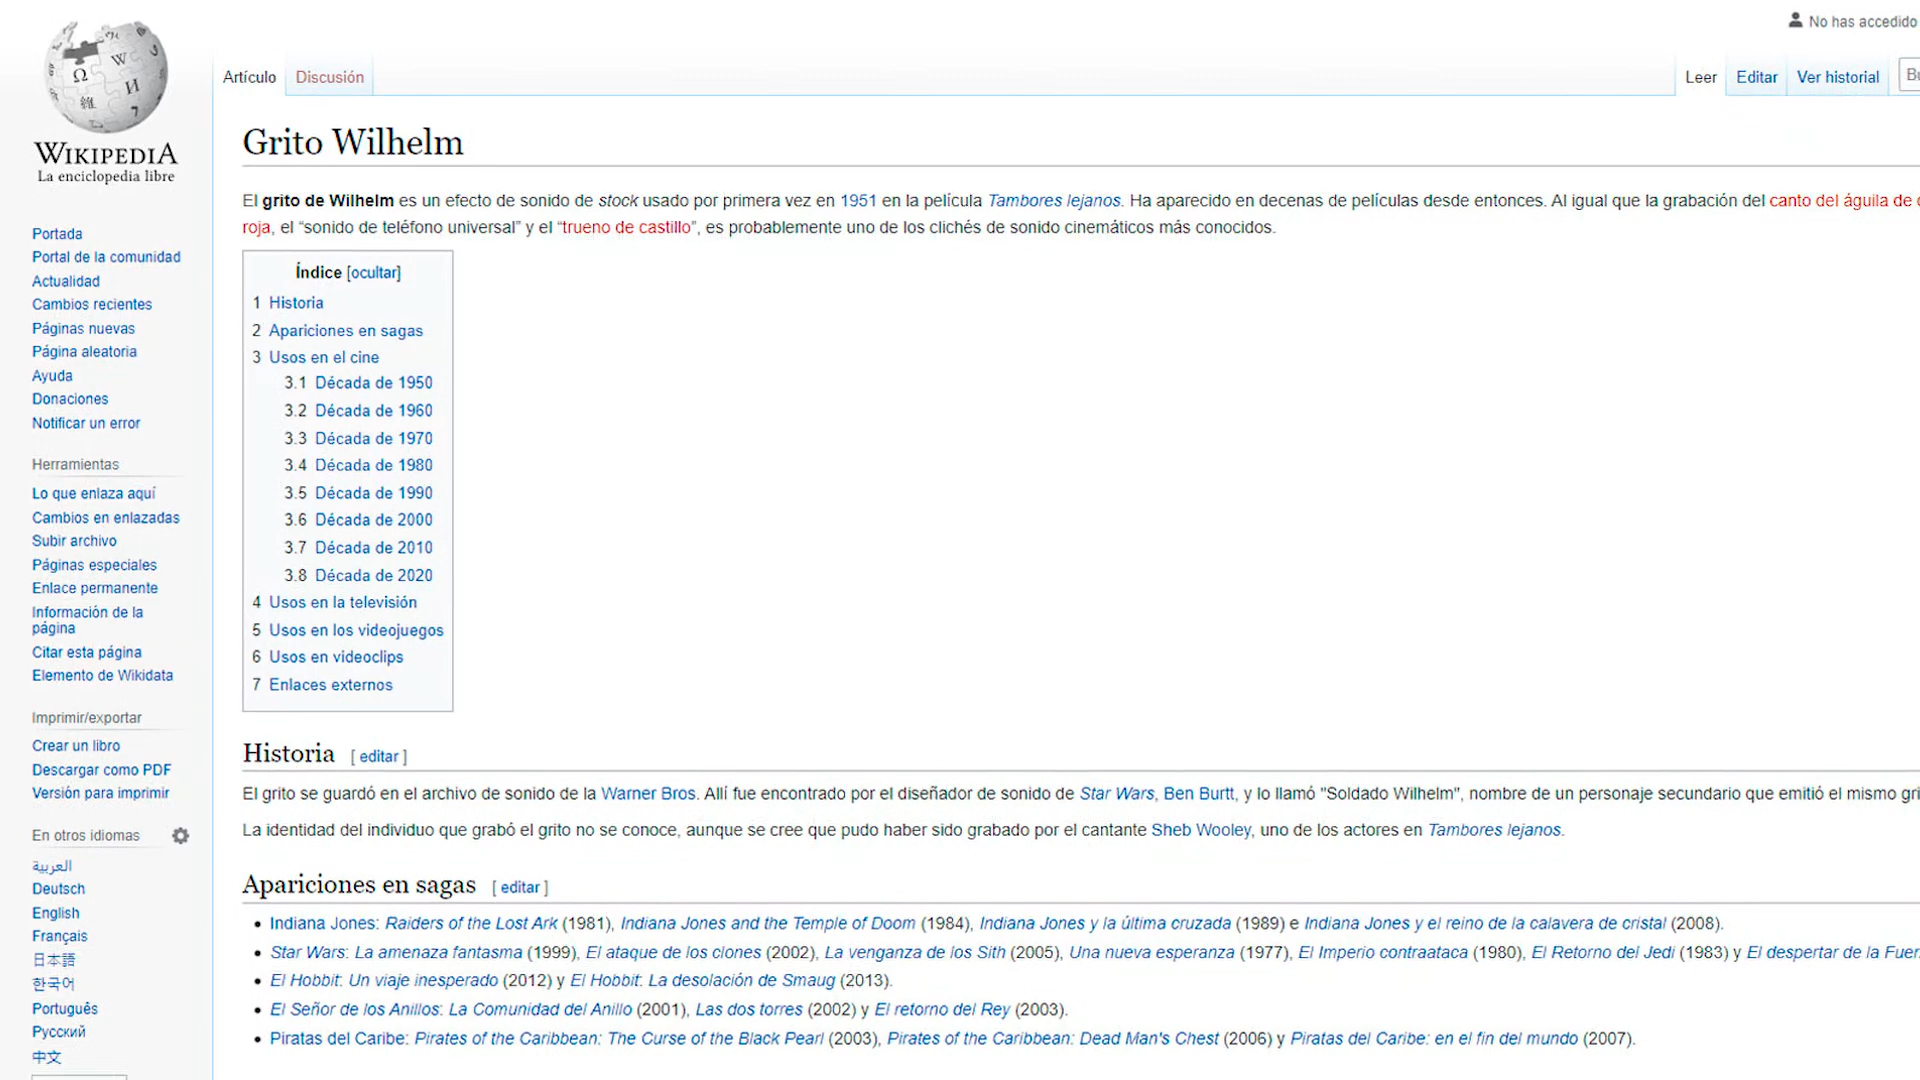 No has accedido
Artículo
Discusión
Leer
Editar
Ver historial
WIKIPEDIA
La enciclopedia libre
Portada
Portal de la comunidad
Actualidad
Cambios recientes
Páginas nuevas
Página aleatoria
Ayuda
Donaciones
Notificar un error
Herramientas
Lo que enlaza aquí
Cambios en enlazadas
Subir archivo
Páginas especiales
Enlace permanente
Información de la
página
Citar esta página
Elemento de Wikidata
Imprimir/exportar
Crear un libro
Descargar como PDF
Versión para imprimir
En otros idiomas
العربية
Deutsch
English
Français
日本語
한국어
Português
Русский
中文
Grito Wilhelm
El grito de Wilhelm es un efecto de sonido de stock usado por primera vez en 1951 en la película Tambores lejanos. Ha aparecido en decenas de películas desde entonces. Al igual que la grabación del canto del águila de
roja, el “sonido de teléfono universal” y el “trueno de castillo”, es probablemente uno de los clichés de sonido cinemáticos más conocidos.
Índice [ocultar]
1 Historia
2 Apariciones en sagas
3 Usos en el cine
3.1 Década de 1950
3.2 Década de 1960
3.3 Década de 1970
3.4 Década de 1980
3.5 Década de 1990
3.6 Década de 2000
3.7 Década de 2010
3.8 Década de 2020
4 Usos en la televisión
5 Usos en los videojuegos
6 Usos en videoclips
7 Enlaces externos
Historia [ editar ]
El grito se guardó en el archivo de sonido de la Warner Bros. Allí fue encontrado por el diseñador de sonido de Star Wars, Ben Burtt, y lo llamó "Soldado Wilhelm", nombre de un personaje secundario que emitió el mismo gri
La identidad del individuo que grabó el grito no se conoce, aunque se cree que pudo haber sido grabado por el cantante Sheb Wooley, uno de los actores en Tambores lejanos.
Apariciones en sagas [ editar ]
• Indiana Jones: Raiders of the Lost Ark (1981), Indiana Jones and the Temple of Doom (1984), Indiana Jones y la última cruzada (1989) e Indiana Jones y el reino de la calavera de cristal (2008).
• Star Wars: La amenaza fantasma (1999), El ataque de los clones (2002), La venganza de los Sith (2005), Una nueva esperanza (1977), El Imperio contraataca (1980), El Retorno del Jedi (1983) y El despertar de la Fuer
• El Hobbit: Un viaje inesperado (2012) y El Hobbit: La desolación de Smaug (2013).
• El Señor de los Anillos: La Comunidad del Anillo (2001), Las dos torres (2002) y El retorno del Rey (2003).
• Piratas del Caribe: Pirates of the Caribbean: The Curse of the Black Pearl (2003), Pirates of the Caribbean: Dead Man's Chest (2006) y Piratas del Caribe: en el fin del mundo (2007).